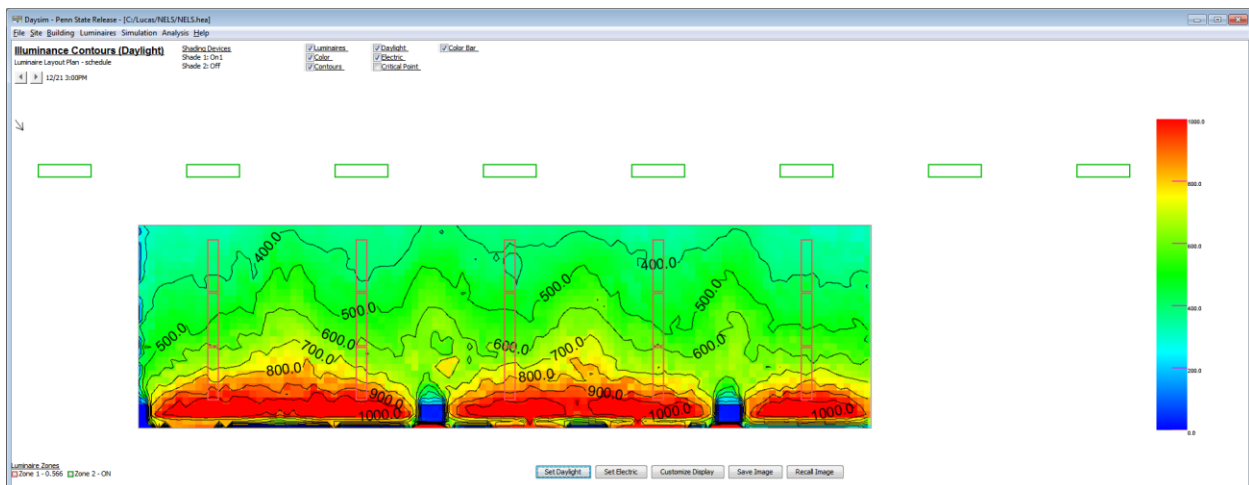 Daysim - Penn State Release - [C:/Lucas/NELS/NELS.hea]
File Site Building Luminaires Simulation Analysis Help
Illuminance Contours (Daylight)
Luminaire Layout Plan - schedule
12/21 3:00PM
Shading Devices
Shade 1: On1
Shade 2: Off
Luminaires Daylight Color Bar
Color Electric
Contours Critical Point
1000.0
800.0
600.0
400.0
200.0
0.0
400.0 400.0
500.0 500.0 500.0 500.0
600.0 600.0 600.0
700.0 700.0
800.0 800.0
900.0 900.0
1000.0 1000.0 1000.0
Luminaire Zones
Zone 1 - 0.566 Zone 2 - ON
Set Daylight Set Electric Customize Display Save Image Recall Image